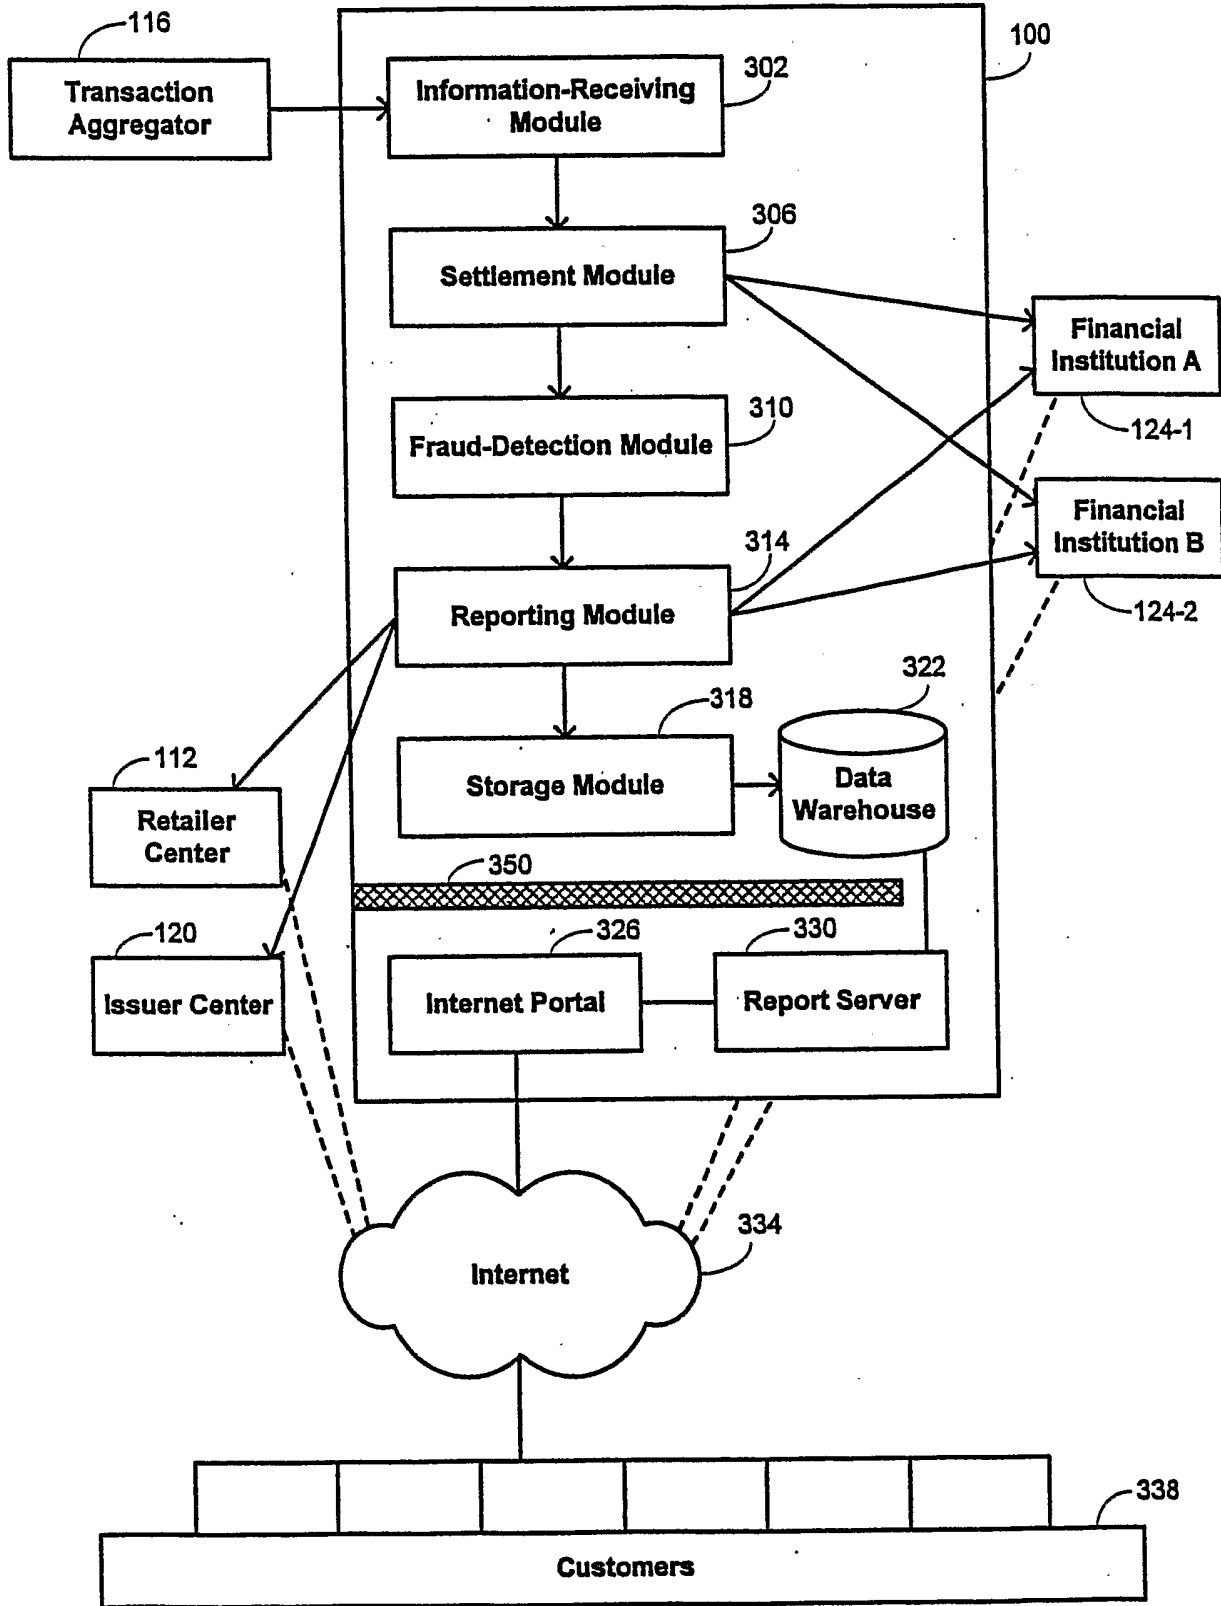 116
Transaction
Aggregator
100
302
Information-Receiving
Module
306
Settlement Module
Financial
Institution A
124-1
310
Fraud-Detection Module
Financial
Institution B
124-2
314
Reporting Module
322
318
Storage Module
Data
Warehouse
112
Retailer
Center
350
120
Issuer Center
326
Internet Portal
330
Report Server
334
Internet
338
Customers